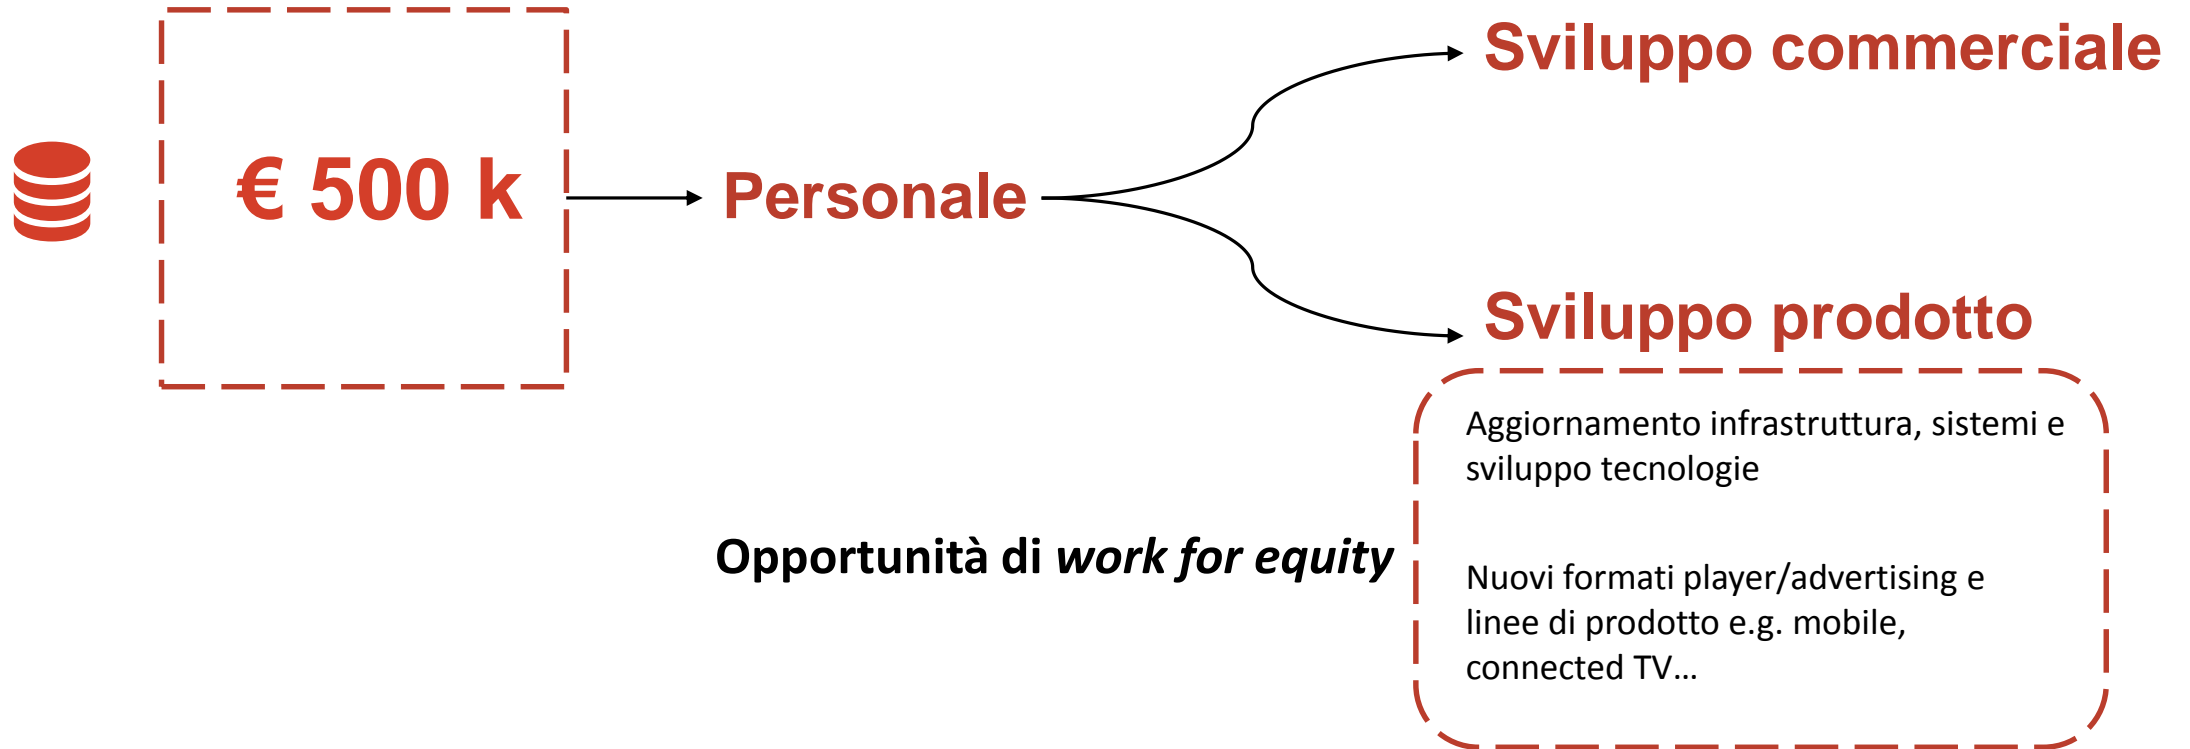 € 500 k
Personale
Sviluppo commerciale
Sviluppo prodotto
Aggiornamento infrastruttura, sistemi e
sviluppo tecnologie
Opportunità di work for equity
Nuovi formati player/advertising e
linee di prodotto e.g. mobile,
connected TV…